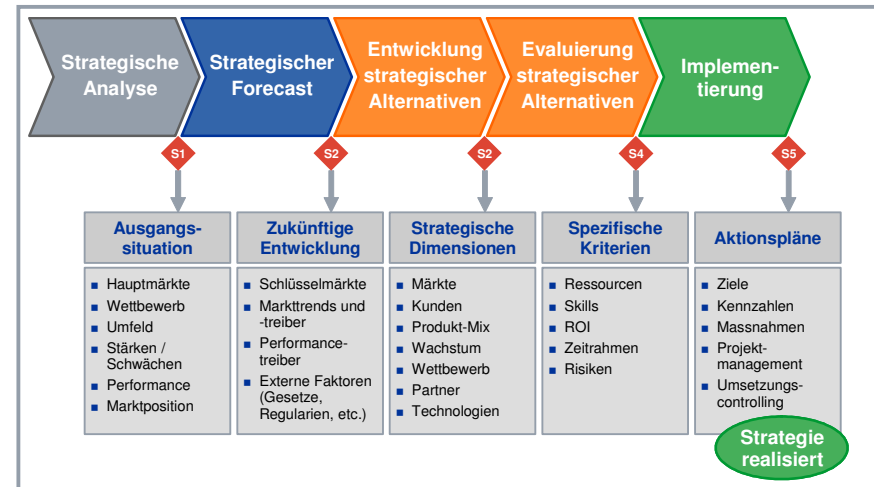 Strategische
Analyse
Strategischer
Forecast
Entwicklung
strategischer
Alternativen
Evaluierung
strategischer
Alternativen
Implemen-
tierung
S1
S2
S2
S4
S5
Ausgangs-
situation
Zukünftige
Entwicklung
Strategische
Dimensionen
Spezifische
Kriterien
Aktionspläne
Hauptmärkte
Wettbewerb
Umfeld
Stärken /
Schwächen
Performance
Marktposition
Schlüsselmärkte
Markttrends und
-treiber
Performance-
treiber
Externe Faktoren
(Gesetze,
Regularien, etc.)
Märkte
Kunden
Produkt-Mix
Wachstum
Wettbewerb
Partner
Technologien
Ressourcen
Skills
ROI
Zeitrahmen
Risiken
Ziele
Kennzahlen
Massnahmen
Projekt-
management
Umsetzungs-
controlling
Strategie
realisiert